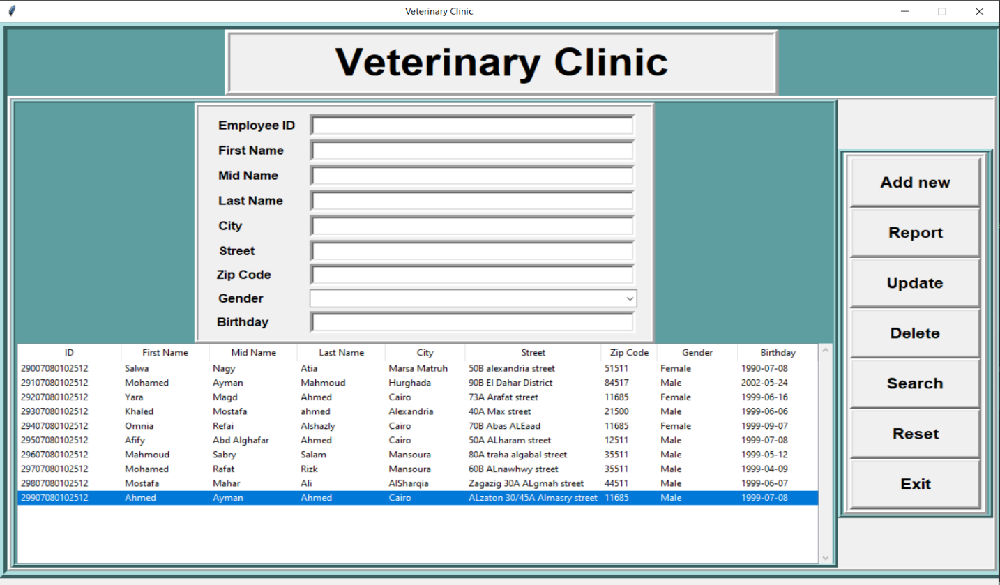 Veterinary Clinic
Veterinary Clinic
Employee ID
First Name
Mid Name
Last Name
City
Street
Zip Code
Gender
Birthday
Add new
Report
Update
Delete
Search
Reset
Exit
ID First Name Mid Name Last Name City Street Zip Code Gender Birthday
29007080102512 Salwa Nagy Atia Marsa Matruh 50B alexandria street 51511 Female 1990-07-08
29107080102512 Mohamed Ayman Mahmoud Hurghada 90B El Dahar District 84517 Male 2002-05-24
29207080102512 Yara Magd Ahmed Cairo 73A Arafat street 11685 Female 1999-06-16
29307080102512 Khaled Mostafa ahmed Alexandria 40A Max street 21500 Male 1999-06-06
29407080102512 Omnia Refai Alshazly Cairo 70B Abas ALEaad 11685 Female 1999-09-07
29507080102512 Afify Abd Alghafar Ahmed Cairo 50A ALharam street 12511 Male 1999-07-08
29607080102512 Mahmoud Sabry Salam Mansoura 80A traha algabal street 35511 Male 1999-05-12
29707080102512 Mohamed Rafat Rizk Mansoura 60B ALnawhwy street 35511 Male 1999-04-09
29807080102512 Mostafa Mahar Ali AlSharqia Zagazig 30A ALgmah street 44511 Male 1999-06-07
29907080102512 Ahmed Ayman Ahmed Cairo ALzaton 30/45A Almasry street 11685 Male 1999-07-08